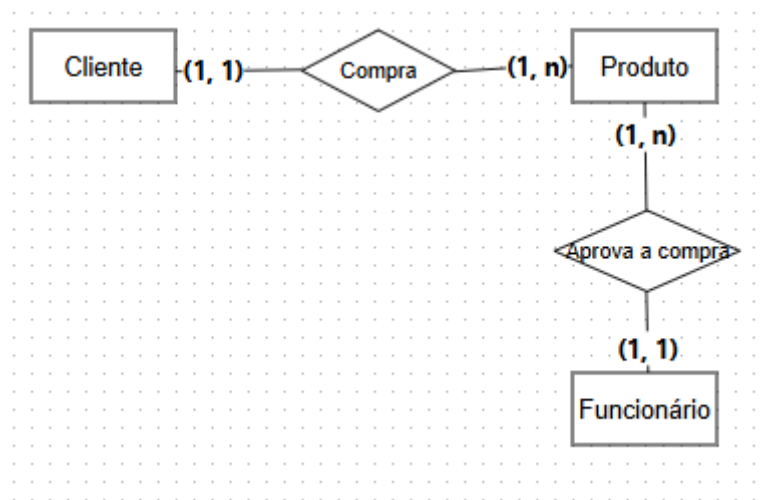 Cliente (1, 1) Compra (1, n) Produto
(1, n)
Aprova a compra
(1, 1)
Funcionário